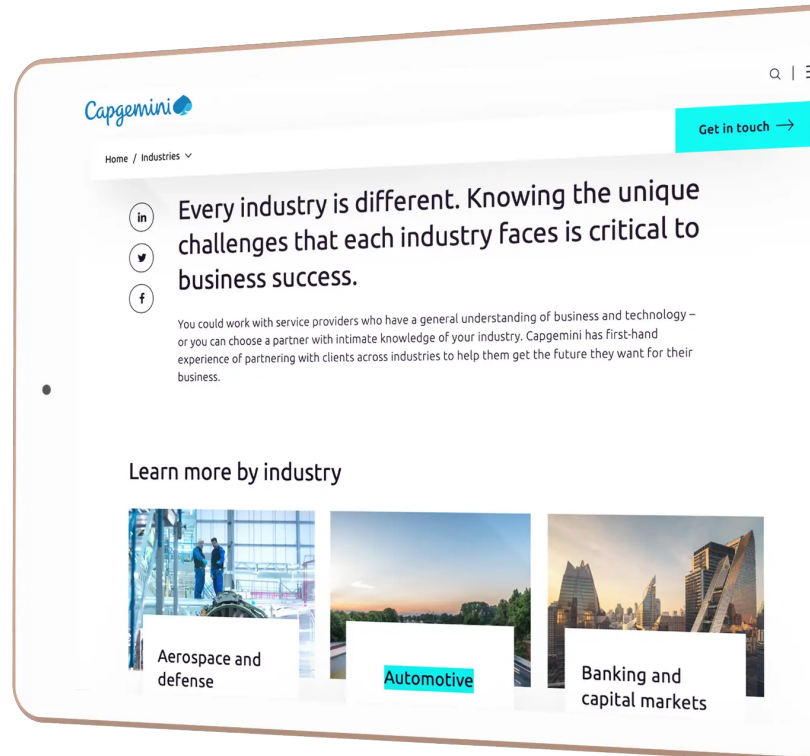 Capgemini
Get in touch
Home / Industries
in
f
Every industry is different. Knowing the unique
challenges that each industry faces is critical to
business success.
You could work with service providers who have a general understanding of business and technology –
or you can choose a partner with intimate knowledge of your industry. Capgemini has first-hand
experience of partnering with clients across industries to help them get the future they want for their
business.
Learn more by industry
Aerospace and
defense
Automotive
Banking and
capital markets